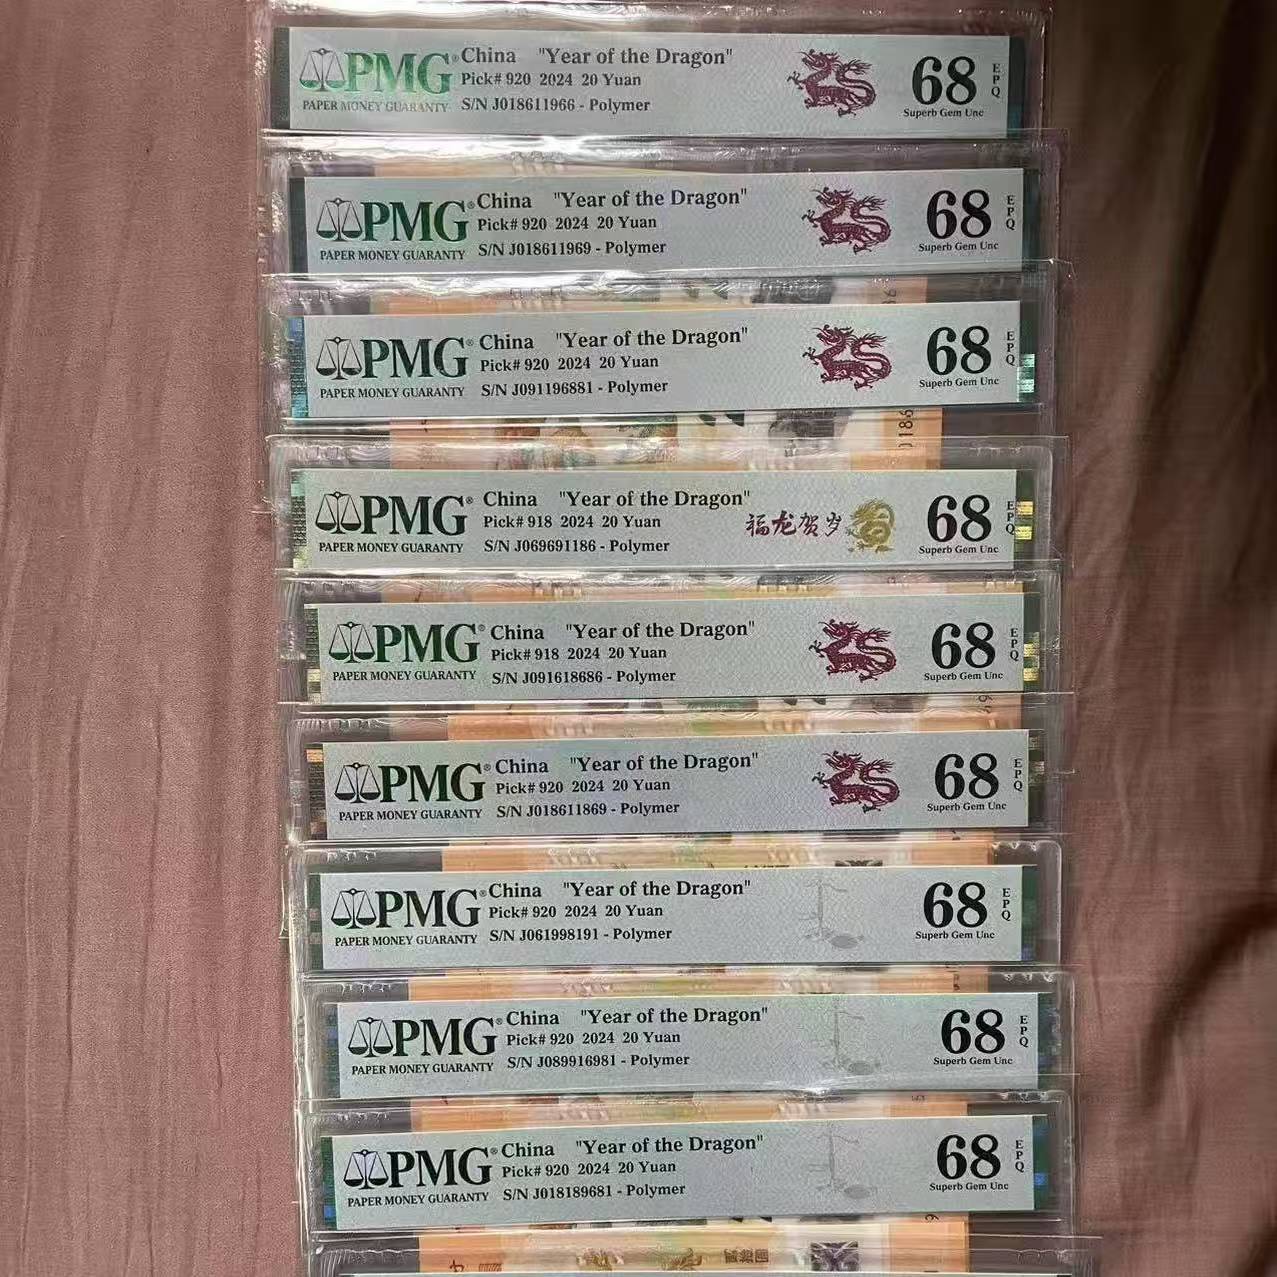 PMG® China "Year of the Dragon"
Pick# 920 2024 20 Yuan
PAPER MONEY GUARANTY S/N J018611966 - Polymer
68 EPQ
Superb Gem Unc
PMG® China "Year of the Dragon"
Pick# 920 2024 20 Yuan
PAPER MONEY GUARANTY S/N J018611969 - Polymer
68 EPQ
Superb Gem Unc
PMG® China "Year of the Dragon"
Pick# 920 2024 20 Yuan
PAPER MONEY GUARANTY S/N J091196881 - Polymer
68 EPQ
Superb Gem Unc
PMG® China "Year of the Dragon"
Pick# 918 2024 20 Yuan
PAPER MONEY GUARANTY S/N J069691186 - Polymer
福龙贺岁
68 EPQ
Superb Gem Unc
PMG® China "Year of the Dragon"
Pick# 918 2024 20 Yuan
PAPER MONEY GUARANTY S/N J091618686 - Polymer
68 EPQ
Superb Gem Unc
PMG® China "Year of the Dragon"
Pick# 920 2024 20 Yuan
PAPER MONEY GUARANTY S/N J018611869 - Polymer
68 EPQ
Superb Gem Unc
PMG® China "Year of the Dragon"
Pick# 920 2024 20 Yuan
PAPER MONEY GUARANTY S/N J061998191 - Polymer
68 EPQ
Superb Gem Unc
PMG® China "Year of the Dragon"
Pick# 920 2024 20 Yuan
PAPER MONEY GUARANTY S/N J089916981 - Polymer
68 EPQ
Superb Gem Unc
PMG® China "Year of the Dragon"
Pick# 920 2024 20 Yuan
PAPER MONEY GUARANTY S/N J018189681 - Polymer
68 EPQ
Superb Gem Unc